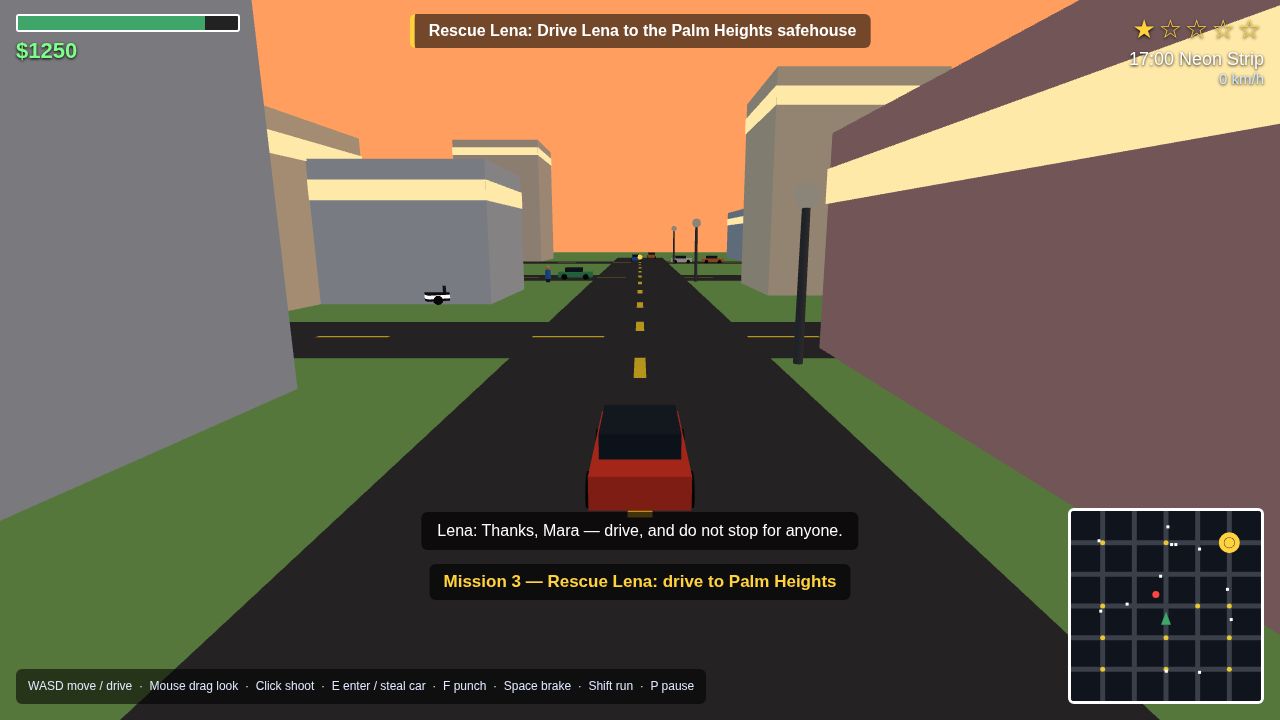 Rescue Lena: Drive Lena to the Palm Heights safehouse
$1250
★☆☆☆☆
17:00 Neon Strip
0 km/h
Lena: Thanks, Mara — drive, and do not stop for anyone.
Mission 3 — Rescue Lena: drive to Palm Heights
WASD move / drive · Mouse drag look · Click shoot · E enter / steal car · F punch · Space brake · Shift run · P pause